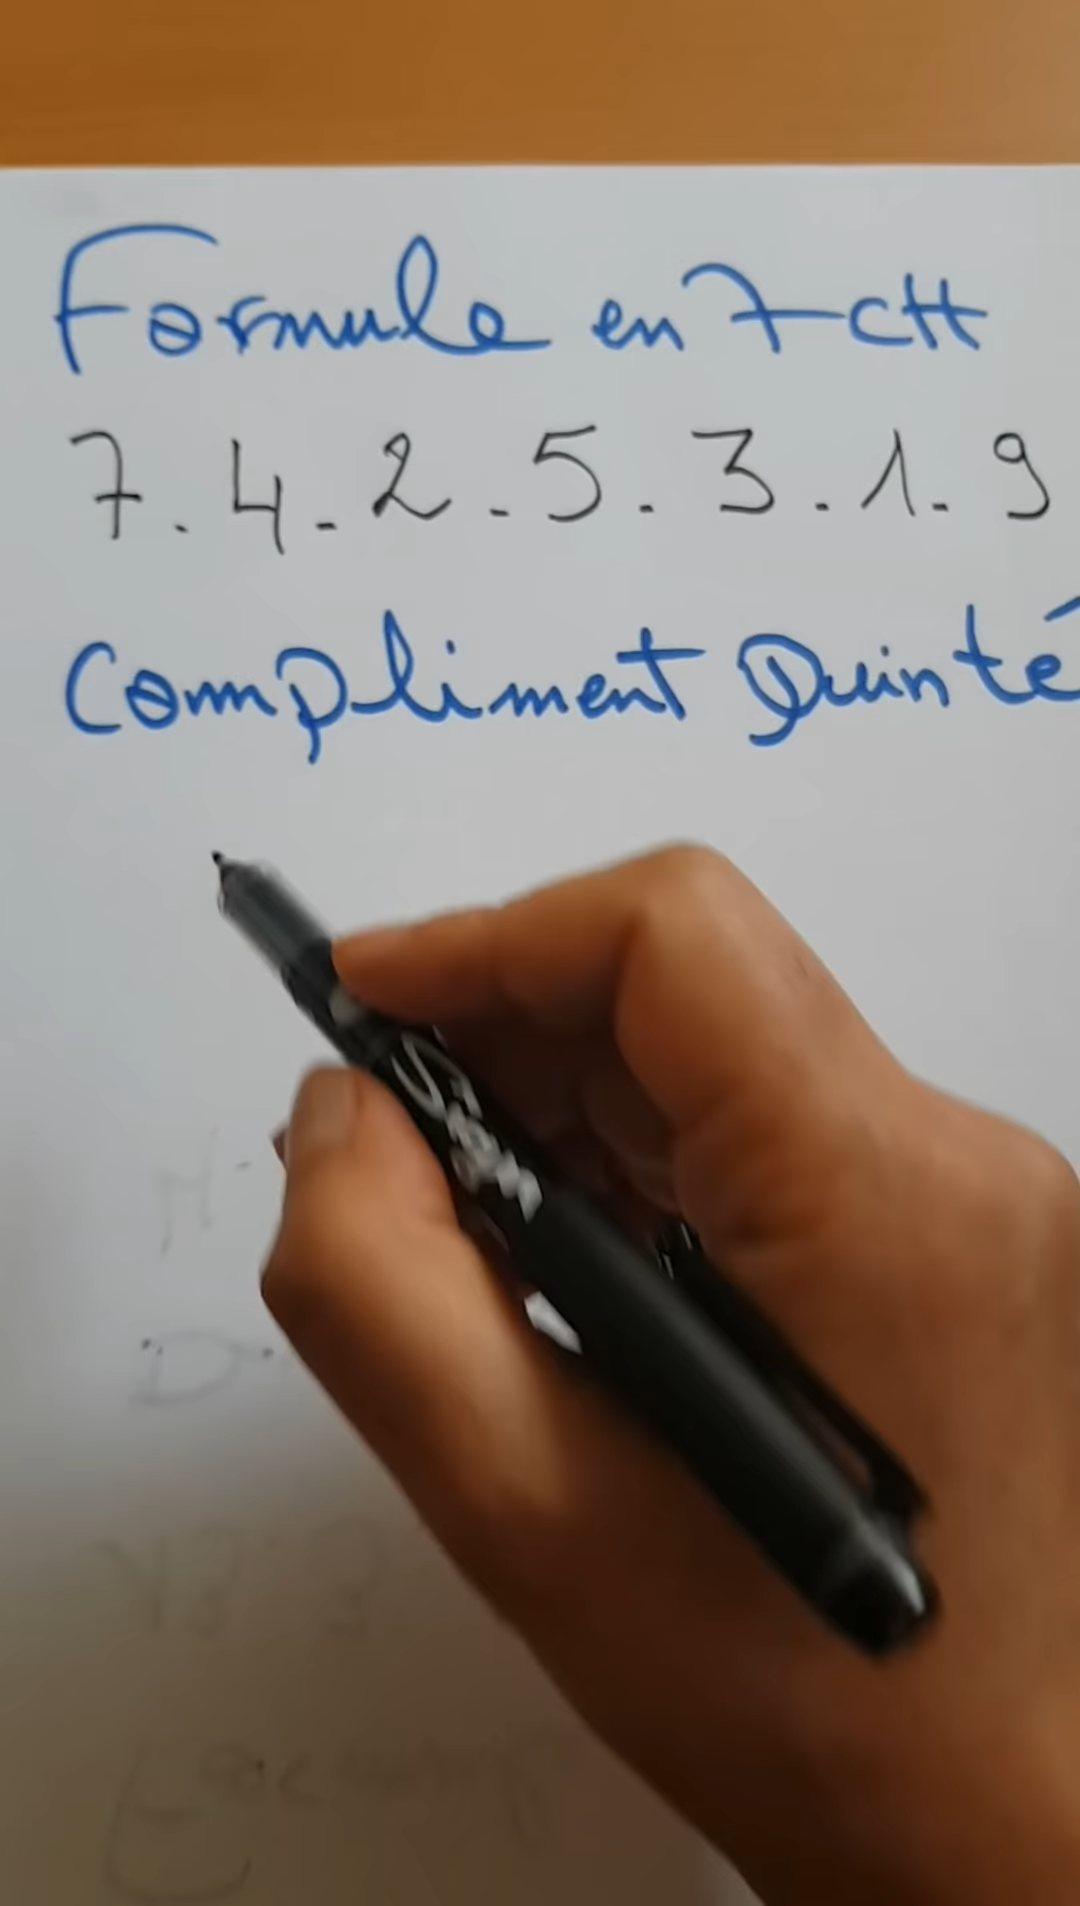 Formule en 7 cH
7. 4. 2. 5. 3. 1. 9
Compliment Quinté